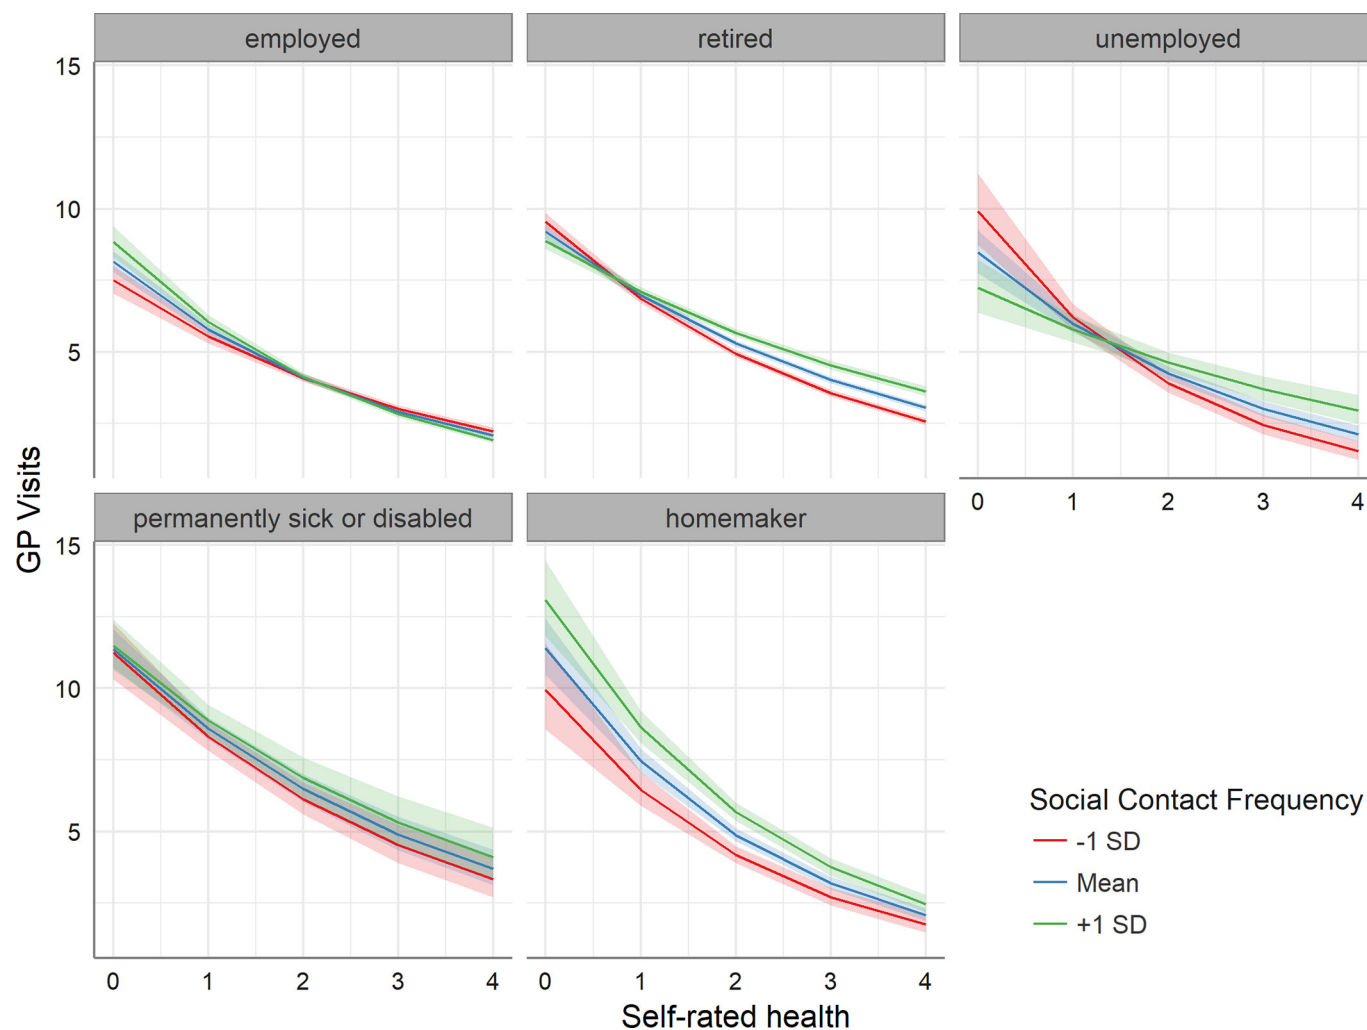 employed
retired
unemployed
15
10
5
0 1 2 3 4
GP Visits
permanently sick or disabled
homemaker
15
10
5
0 1 2 3 4
0 1 2 3 4
Self-rated health
Social Contact Frequency
-1 SD
Mean
+1 SD